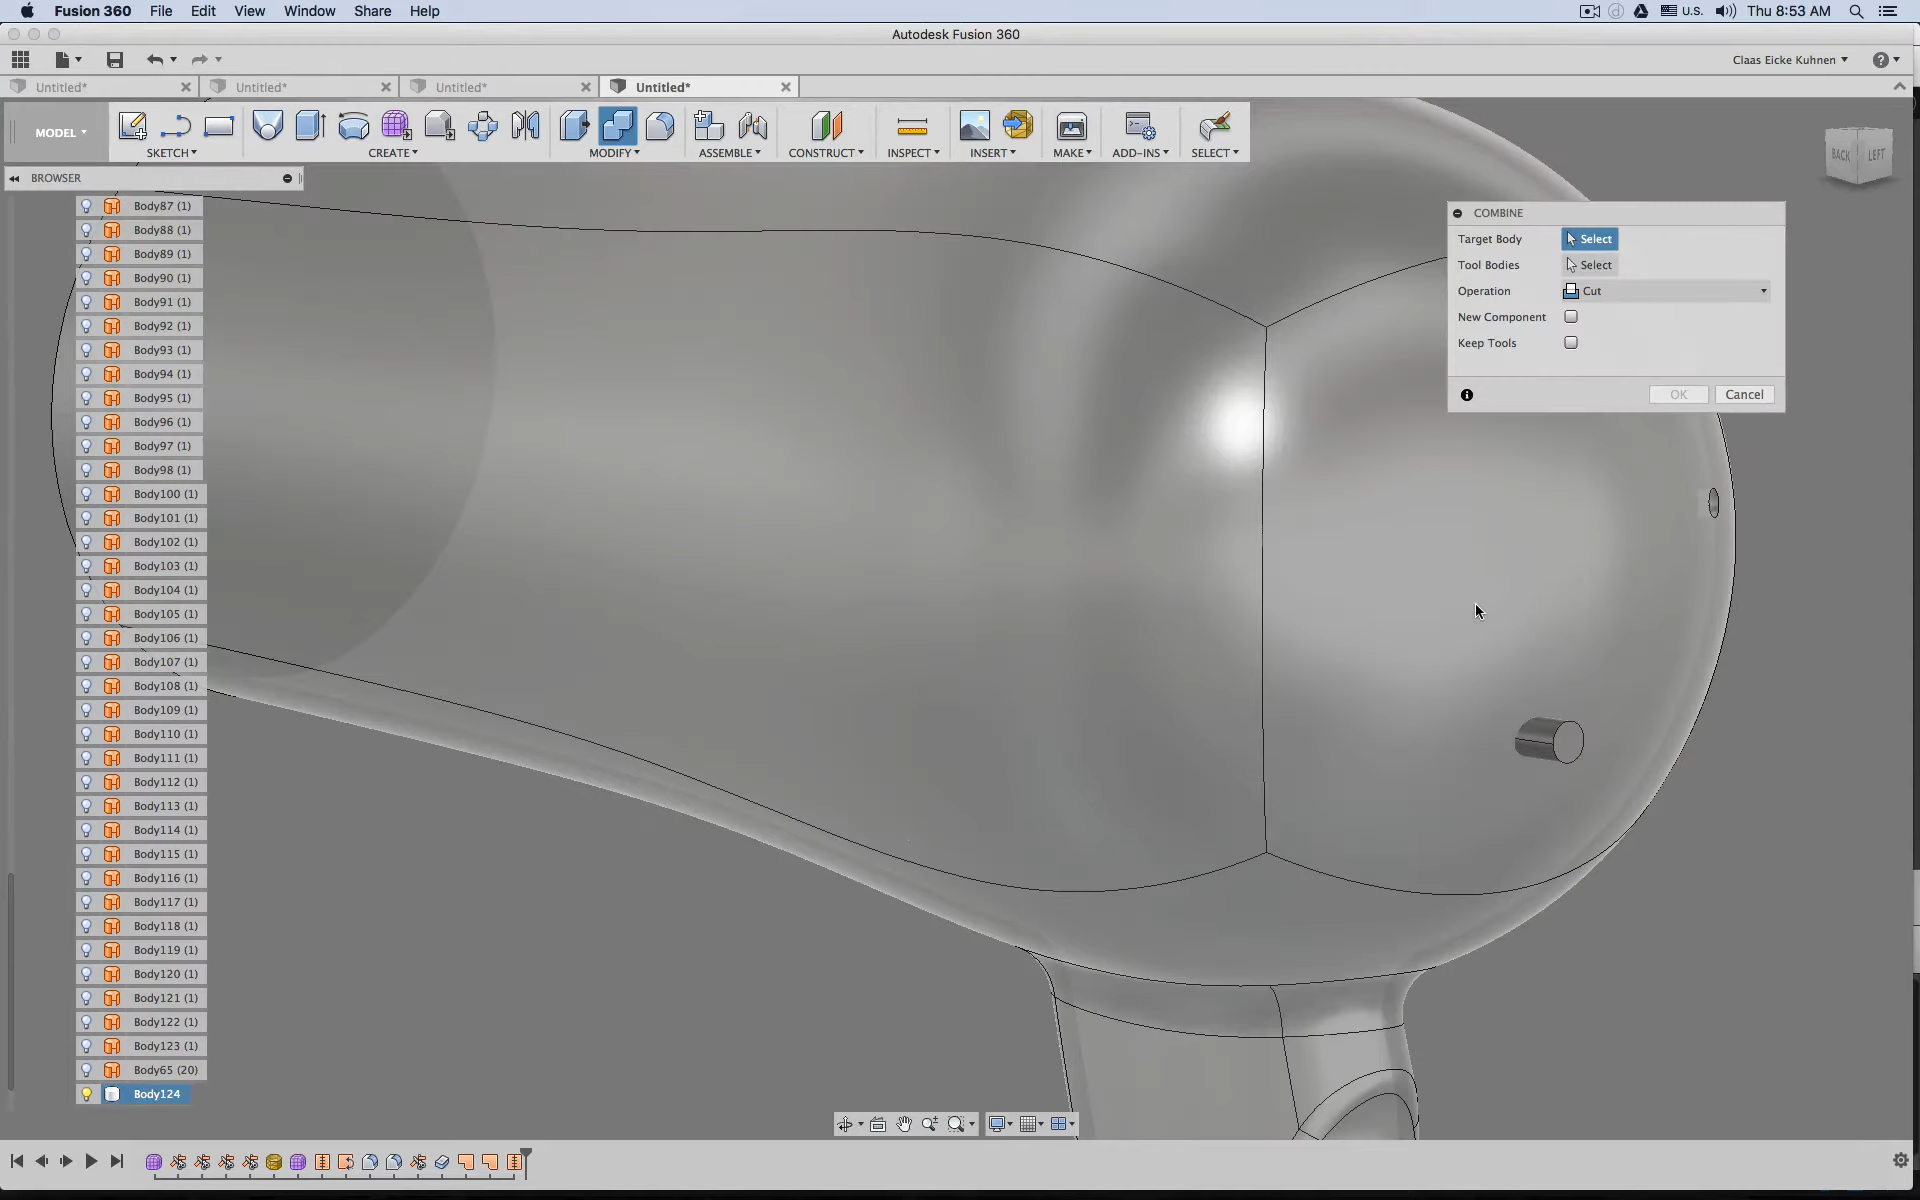 Fusion 360 File Edit View Window Share Help U.S. Thu 8:53 AM
Autodesk Fusion 360
Claas Eicke Kuhnen
Untitled* Untitled* Untitled* Untitled*
MODEL
SKETCH CREATE MODIFY ASSEMBLE CONSTRUCT INSPECT INSERT MAKE ADD-INS SELECT
BACK LEFT
BROWSER
Body87 (1)
Body88 (1)
Body89 (1)
Body90 (1)
Body91 (1)
Body92 (1)
Body93 (1)
Body94 (1)
Body95 (1)
Body96 (1)
Body97 (1)
Body98 (1)
Body100 (1)
Body101 (1)
Body102 (1)
Body103 (1)
Body104 (1)
Body105 (1)
Body106 (1)
Body107 (1)
Body108 (1)
Body109 (1)
Body110 (1)
Body111 (1)
Body112 (1)
Body113 (1)
Body114 (1)
Body115 (1)
Body116 (1)
Body117 (1)
Body118 (1)
Body119 (1)
Body120 (1)
Body121 (1)
Body122 (1)
Body123 (1)
Body65 (20)
Body124
COMBINE
Target Body Select
Tool Bodies Select
Operation Cut
New Component
Keep Tools
OK Cancel